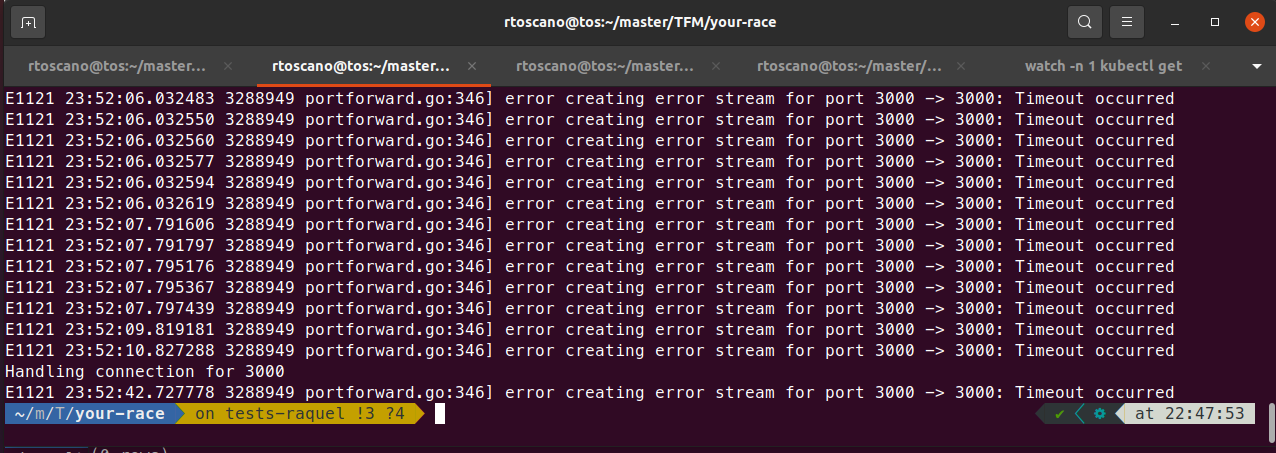 rtoscano@tos:~/master/TFM/your-race
rtoscano@tos:~/master... × rtoscano@tos:~/master... × rtoscano@tos:~/master... × rtoscano@tos:~/master/... × watch -n 1 kubectl get ×
E1121 23:52:06.032483 3288949 portforward.go:346] error creating error stream for port 3000 -> 3000: Timeout occurred
E1121 23:52:06.032550 3288949 portforward.go:346] error creating error stream for port 3000 -> 3000: Timeout occurred
E1121 23:52:06.032560 3288949 portforward.go:346] error creating error stream for port 3000 -> 3000: Timeout occurred
E1121 23:52:06.032577 3288949 portforward.go:346] error creating error stream for port 3000 -> 3000: Timeout occurred
E1121 23:52:06.032594 3288949 portforward.go:346] error creating error stream for port 3000 -> 3000: Timeout occurred
E1121 23:52:06.032619 3288949 portforward.go:346] error creating error stream for port 3000 -> 3000: Timeout occurred
E1121 23:52:07.791606 3288949 portforward.go:346] error creating error stream for port 3000 -> 3000: Timeout occurred
E1121 23:52:07.791797 3288949 portforward.go:346] error creating error stream for port 3000 -> 3000: Timeout occurred
E1121 23:52:07.795176 3288949 portforward.go:346] error creating error stream for port 3000 -> 3000: Timeout occurred
E1121 23:52:07.795367 3288949 portforward.go:346] error creating error stream for port 3000 -> 3000: Timeout occurred
E1121 23:52:07.797439 3288949 portforward.go:346] error creating error stream for port 3000 -> 3000: Timeout occurred
E1121 23:52:09.819181 3288949 portforward.go:346] error creating error stream for port 3000 -> 3000: Timeout occurred
E1121 23:52:10.827288 3288949 portforward.go:346] error creating error stream for port 3000 -> 3000: Timeout occurred
Handling connection for 3000
E1121 23:52:42.727778 3288949 portforward.go:346] error creating error stream for port 3000 -> 3000: Timeout occurred
~/m/T/your-race on tests-raquel !3 ?4 ✔ at 22:47:53